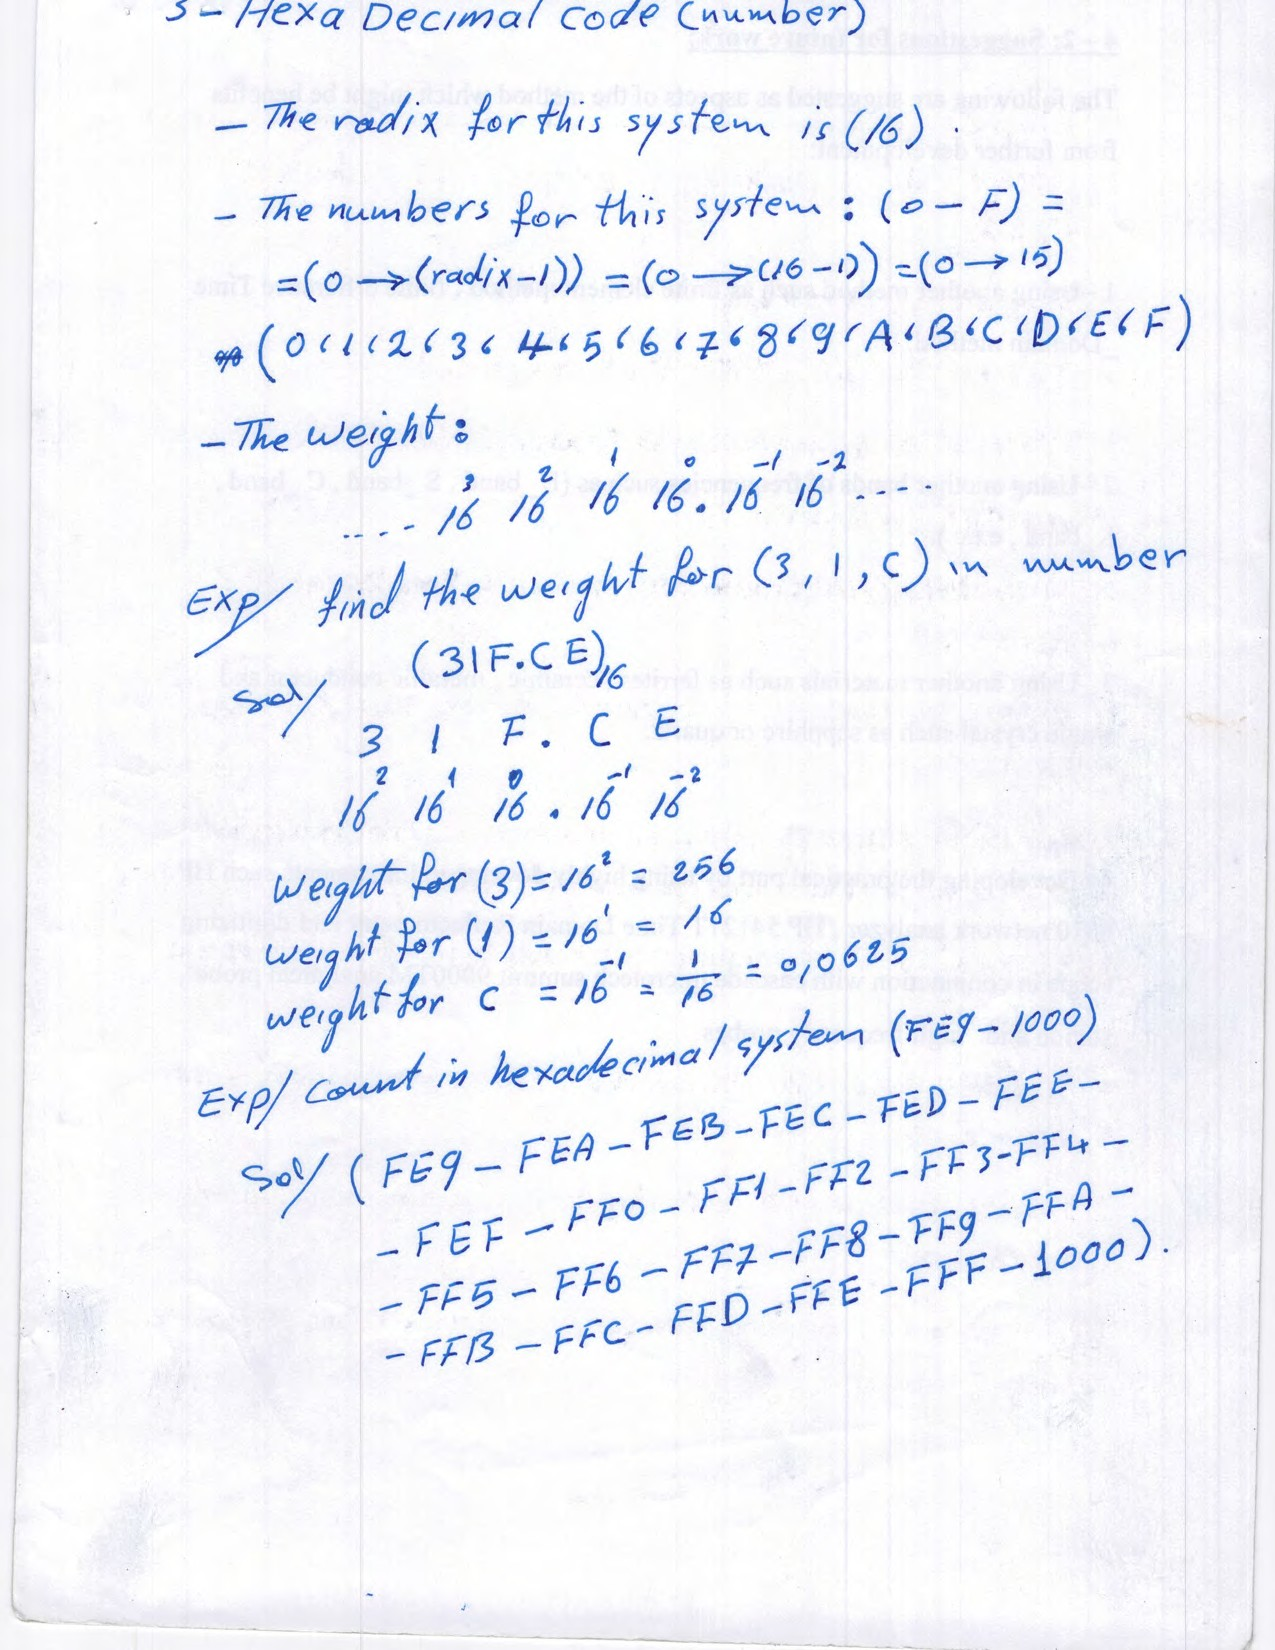 3 - Hexa Decimal code (number)
- The radix for this system is (16).
- The numbers for this system : (0 - F) =
= (0 → (radix-1)) = (0 → (16-1)) = (0 → 15)
(0، 1، 2، 3، 4، 5، 6، 7، 8، 9، A، B، C، D، E، F)
- The weight :
.... 16³ 16² 16¹ 16⁰ . 16⁻¹ 16⁻² ---
Exp/ find the weight for (3, 1, C) in number
(31F.CE)₁₆
Sol/
3 1 F . C E
16² 16¹ 16⁰ . 16⁻¹ 16⁻²
weight for (3) = 16² = 256
weight for (1) = 16¹ = 16
weight for C = 16⁻¹ = 1/16 = 0,0625
Exp/ Count in hexadecimal system (FE9 - 1000)
Sol/ (FE9 - FEA - FEB - FEC - FED - FEE -
- FEF - FF0 - FF1 - FF2 - FF3 - FF4 -
- FF5 - FF6 - FF7 - FF8 - FF9 - FFA -
- FFB - FFC - FFD - FFE - FFF - 1000).